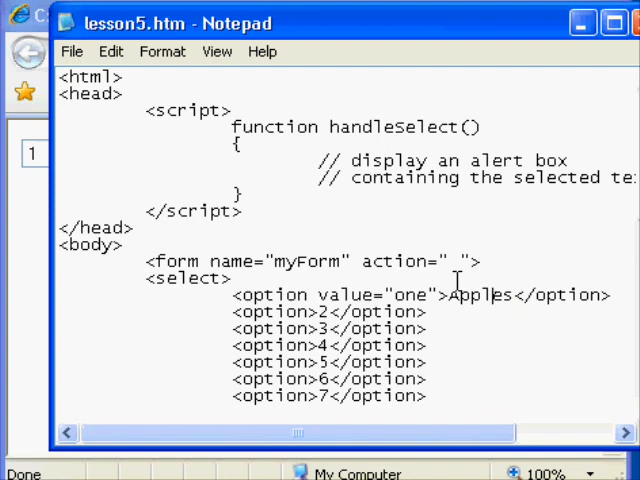 lesson5.htm - Notepad
File Edit Format View Help
<html>
<head>
<script>
function handleSelect()
{
// display an alert box
// containing the selected te
}
</script>
</head>
<body>
<form name="myForm" action=" _">
<select>
<option value="one">Apples</option>
<option>2</option>
<option>3</option>
<option>4</option>
<option>5</option>
<option>6</option>
<option>7</option>
1
Done My Computer 100%